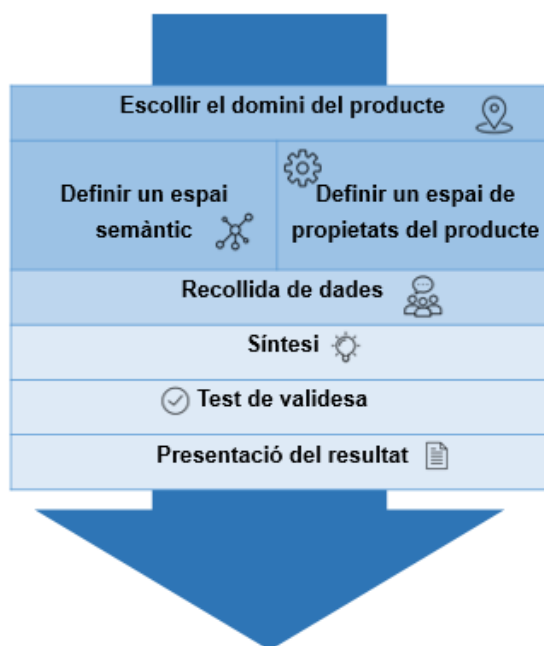 Escollir el domini del producte
Definir un espai
semàntic
Definir un espai de
propietats del producte
Recollida de dades
Síntesi
Test de validesa
Presentació del resultat